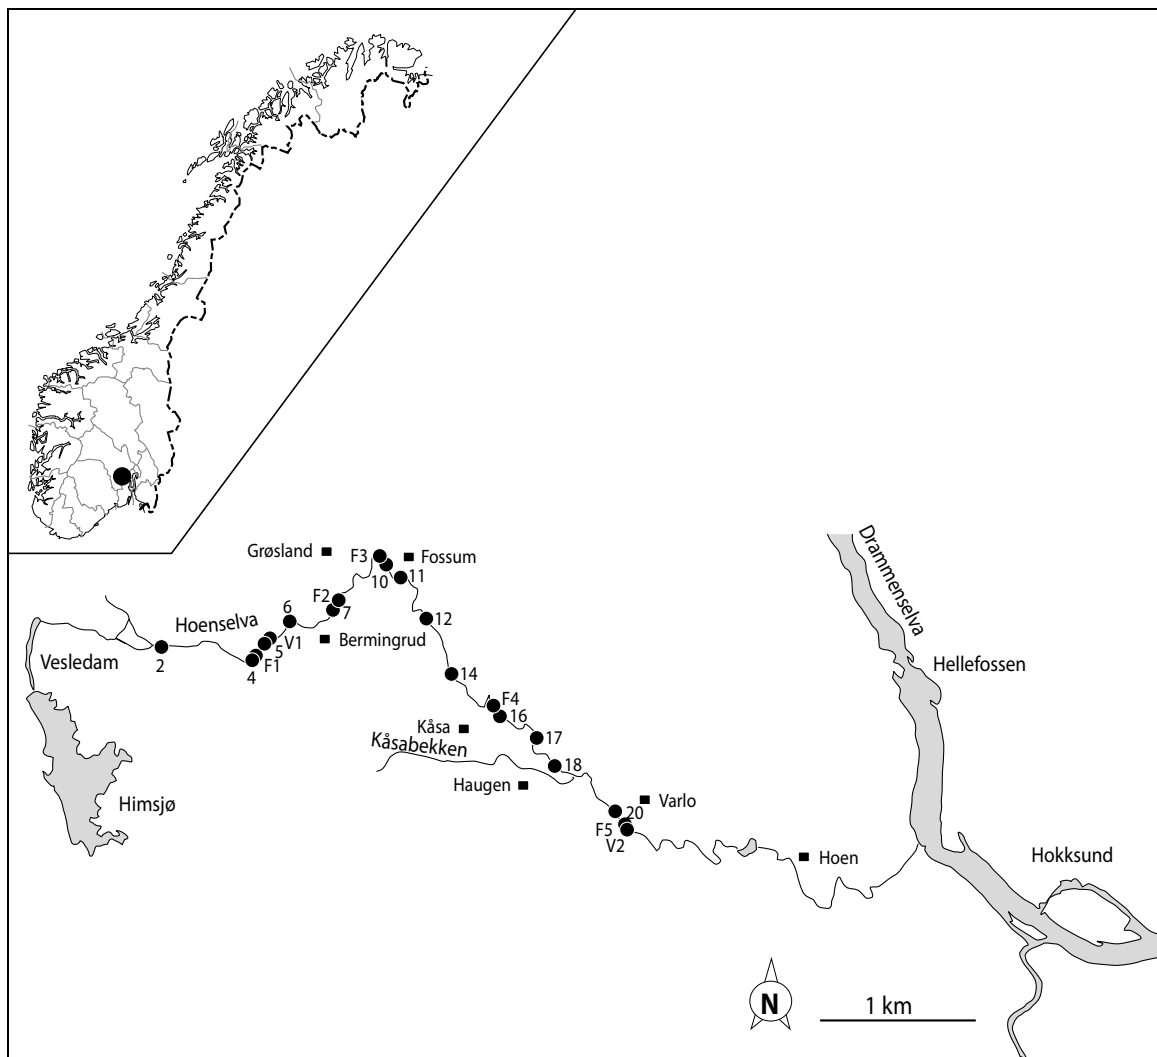 Grøsland
F3
Fossum
10
11
F2
7
6
12
Hoenselva
V1
5
Bermingrud
F1
4
2
Vesledam
14
F4
16
Kåsa
17
Kåsabekken
18
Haugen
Himsjø
20
Varlo
F5
V2
Hoen
Drammenselva
Hellefossen
Hokksund
N
1 km